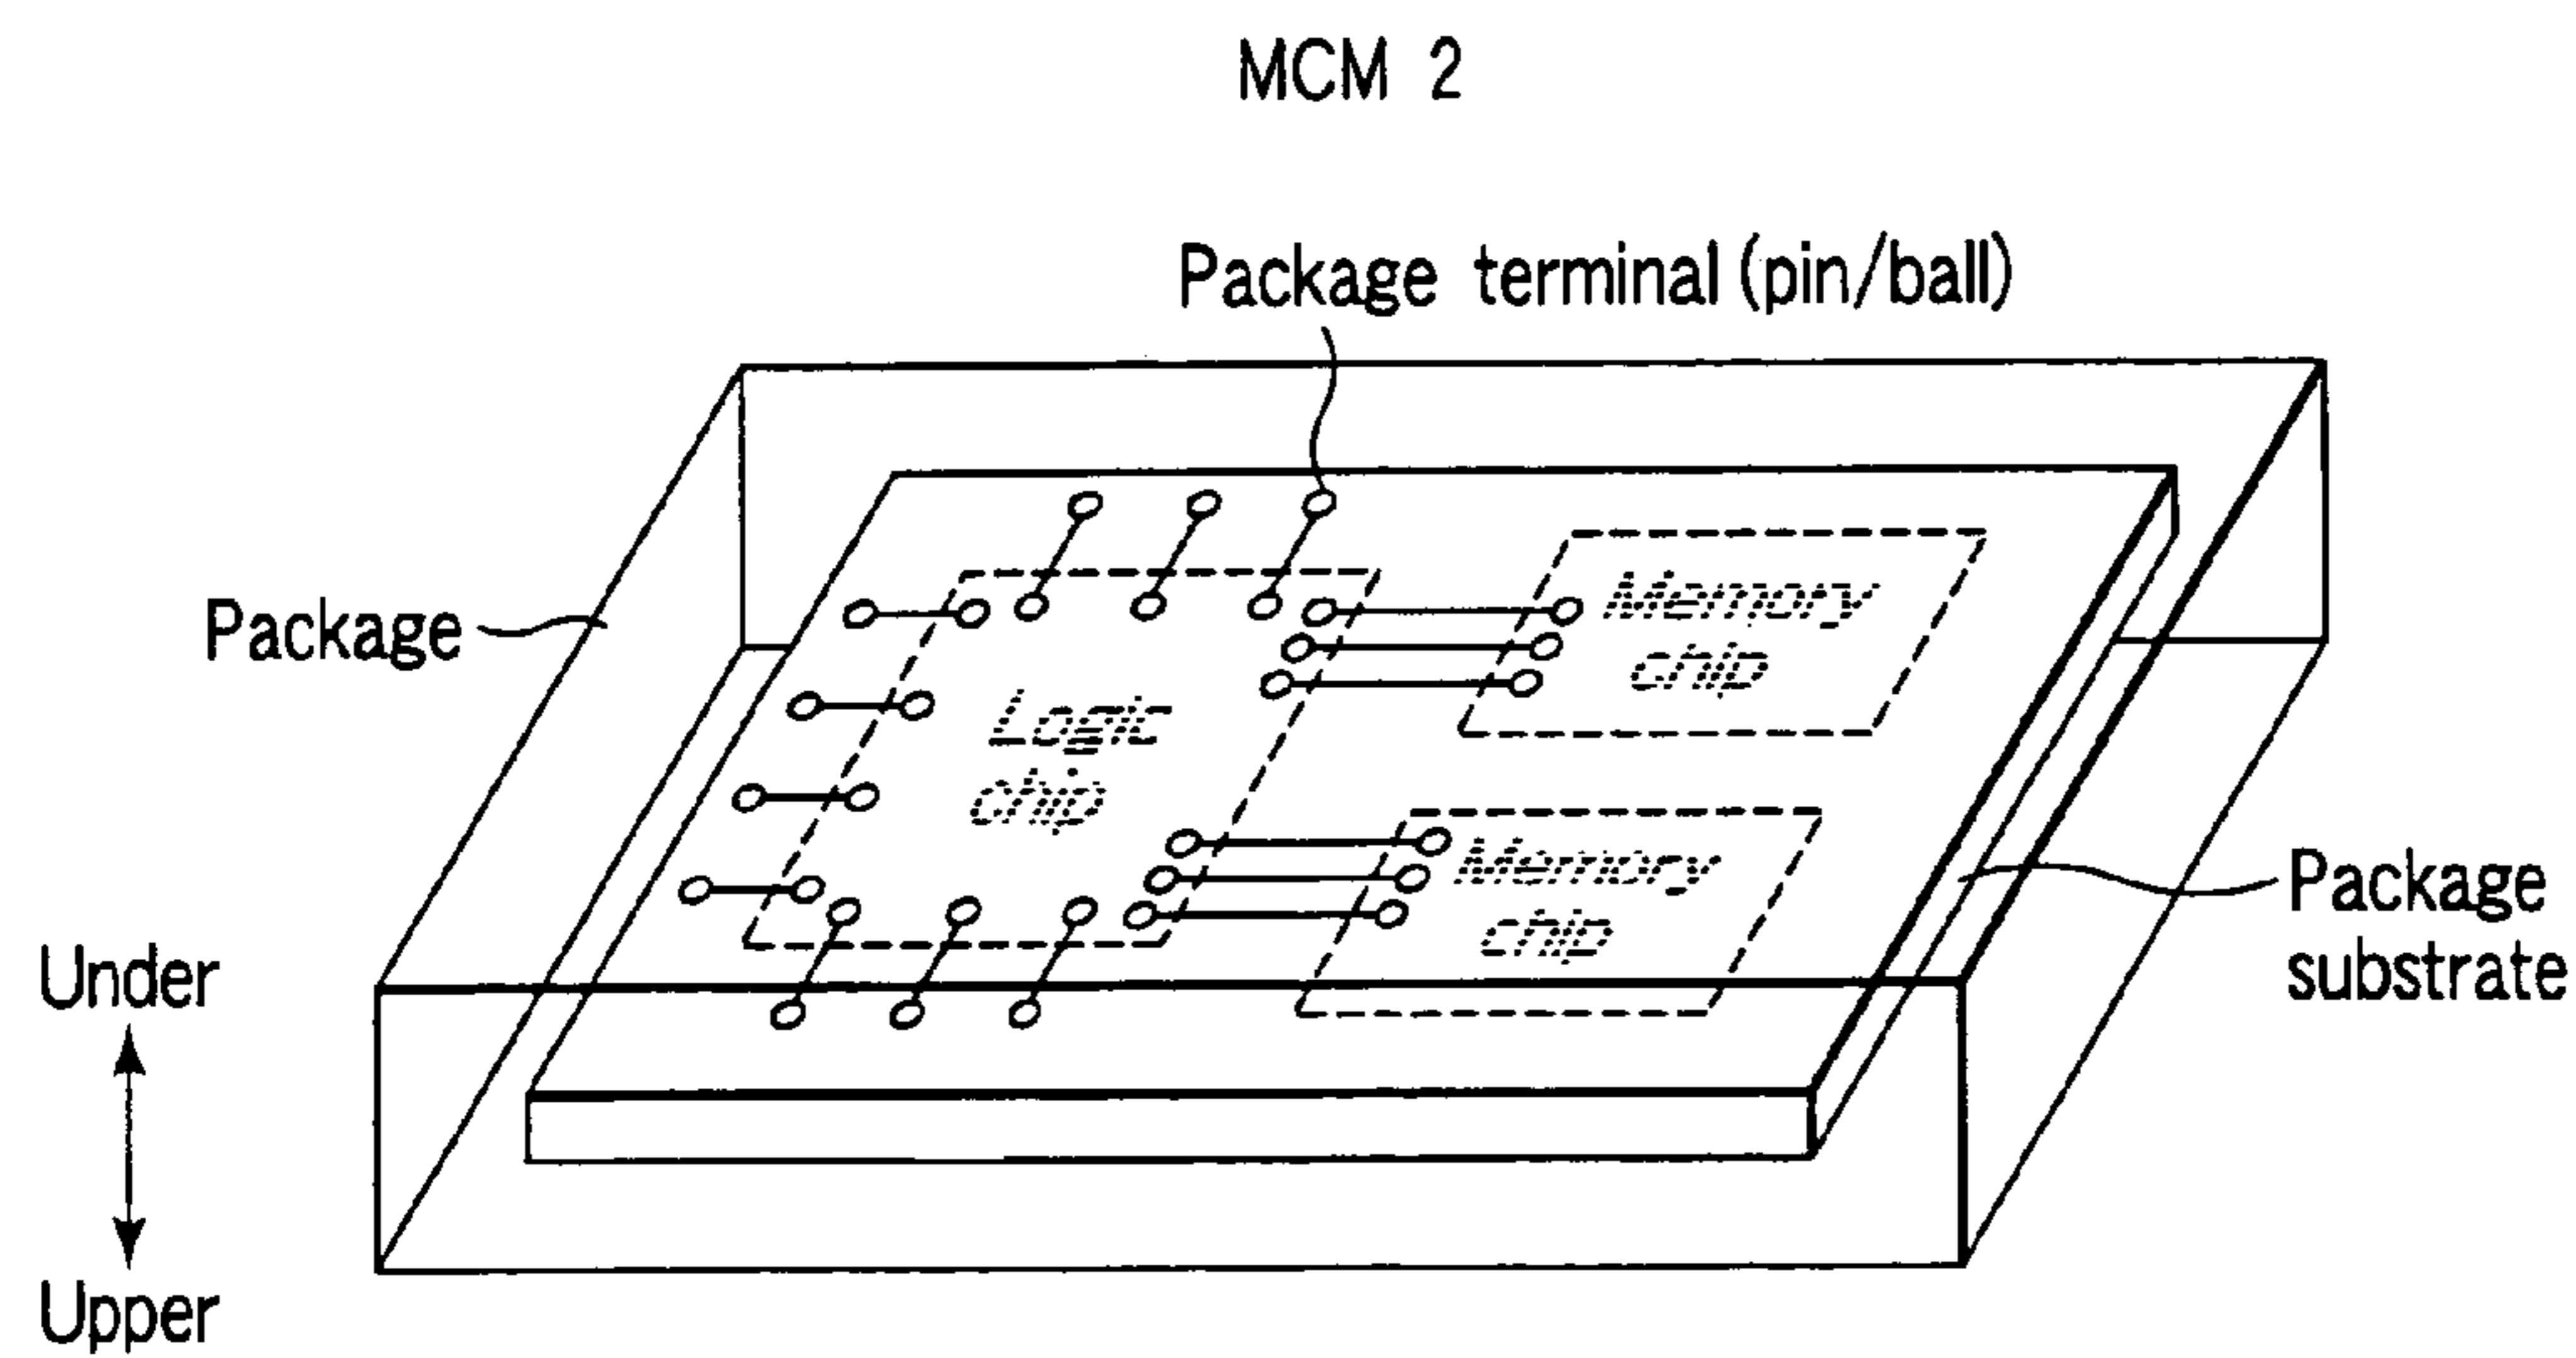 MCM 2
Package terminal (pin/ball)
Package
Memory
chip
Logic
chip
Memory
chip
Package
substrate
Under
Upper